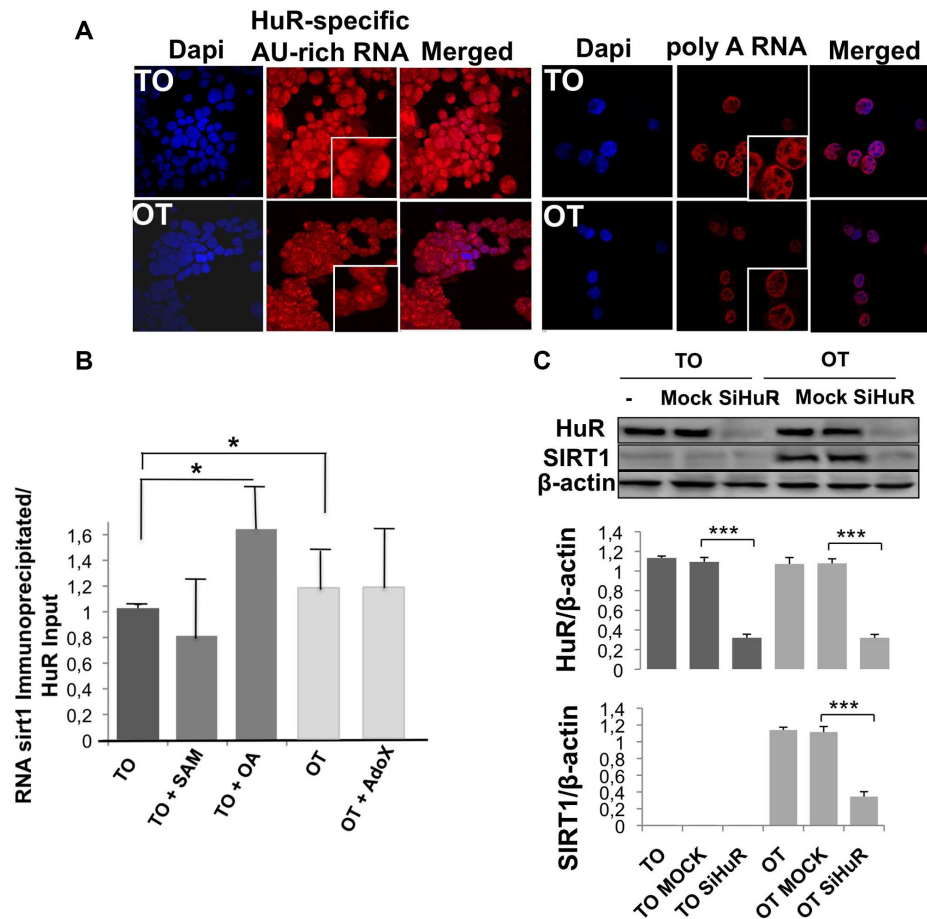 A
Dapi
HuR-specific
AU-rich RNA
Merged
Dapi
poly A RNA
Merged
TO
TO
OT
OT
B
RNA sirt1 Immunoprecipitated/
HuR Input
1,6
1,4
1,2
1
0,8
0,6
0,4
0,2
0
*
*
TO
TO + SAM
TO + OA
OT
OT + AdoX
C
TO
OT
- Mock SiHuR - Mock SiHuR
HuR
SIRT1
β-actin
HuR/β-actin
1,4
1,2
1
0,8
0,6
0,4
0,2
0
***
***
SIRT1/β-actin
1,4
1,2
1
0,8
0,6
0,4
0,2
0
***
TO
TO MOCK
TO SiHuR
OT
OT MOCK
OT SiHuR